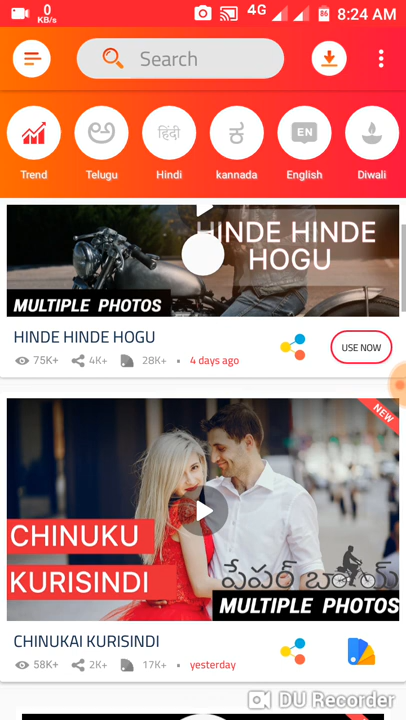 0
KB/s
4G
86
8:24 AM
Search
అ
हिंदी
ಕ
EN
Trend
Telugu
Hindi
kannada
English
Diwali
HINDE HINDE
HOGU
MULTIPLE PHOTOS
HINDE HINDE HOGU
USE NOW
75K+
4K+
28K+
• 4 days ago
NEW
CHINUKU
KURISINDI
పేపర్ బాయ్
MULTIPLE PHOTOS
CHINUKAI KURISINDI
58K+
2K+
17K+
• yesterday
DU Recorder